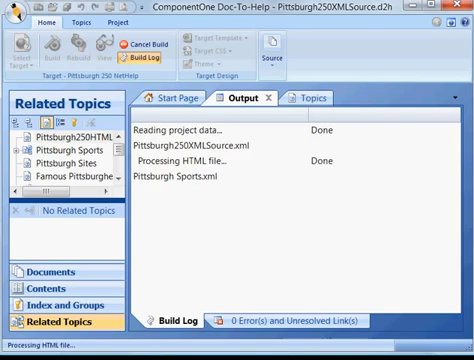 ComponentOne Doc-To-Help - Pittsburgh250XMLSource.d2h
Home Topics Project
Select Target
Build
Rebuild
View
Cancel Build
Build Log
Target - Pittsburgh 250 NetHelp
Target Template
Target CSS
Theme
Target Design
Source
Related Topics
Pittsburgh250HTML
Pittsburgh Sports
Pittsburgh Sites
Famous Pittsburghe
No Related Topics
Documents
Contents
Index and Groups
Related Topics
Start Page Output X Topics
Reading project data... Done
Pittsburgh250XMLSource.xml
Processing HTML file... Done
Pittsburgh Sports.xml
Build Log 0 Error(s) and Unresolved Link(s)
Processing HTML file...